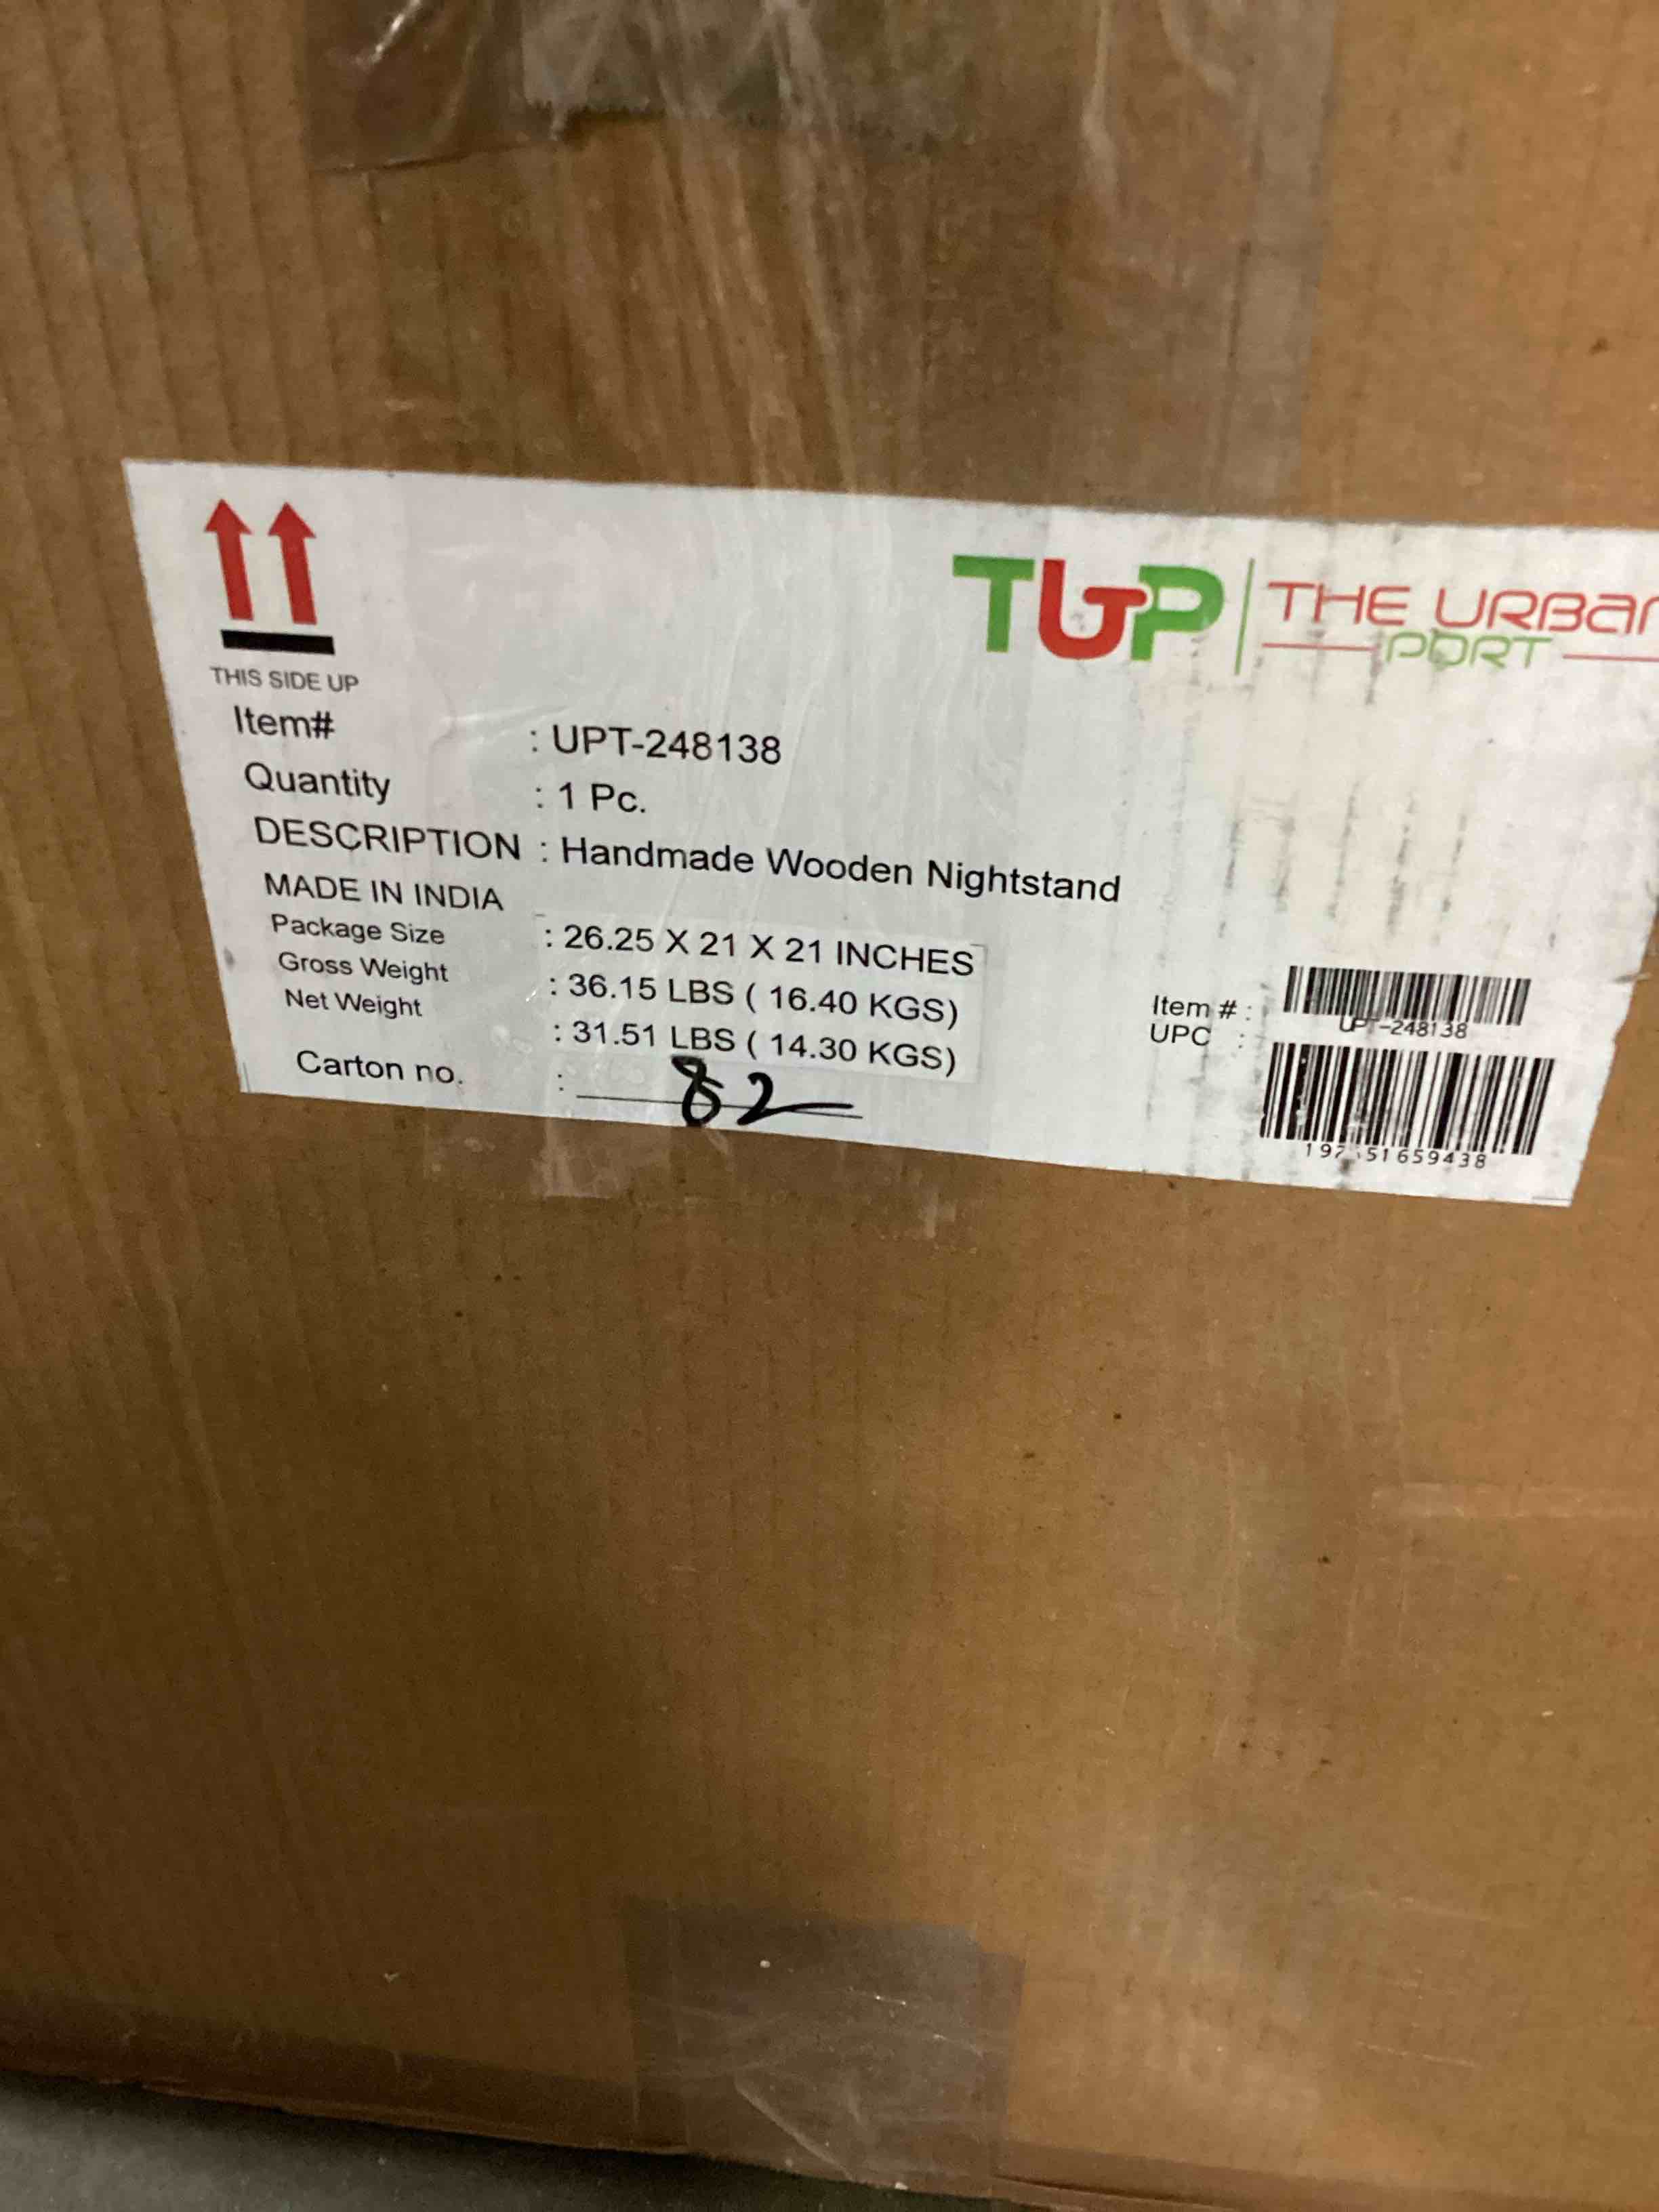 TUP THE URBAN
PORT
THIS SIDE UP
Item# : UPT-248138
Quantity : 1 Pc.
DESCRIPTION : Handmade Wooden Nightstand
MADE IN INDIA
Package Size : 26.25 X 21 X 21 INCHES
Gross Weight : 36.15 LBS ( 16.40 KGS)
Net Weight : 31.51 LBS ( 14.30 KGS)
Carton no. : 82
Item # : UPT-248138
UPC :